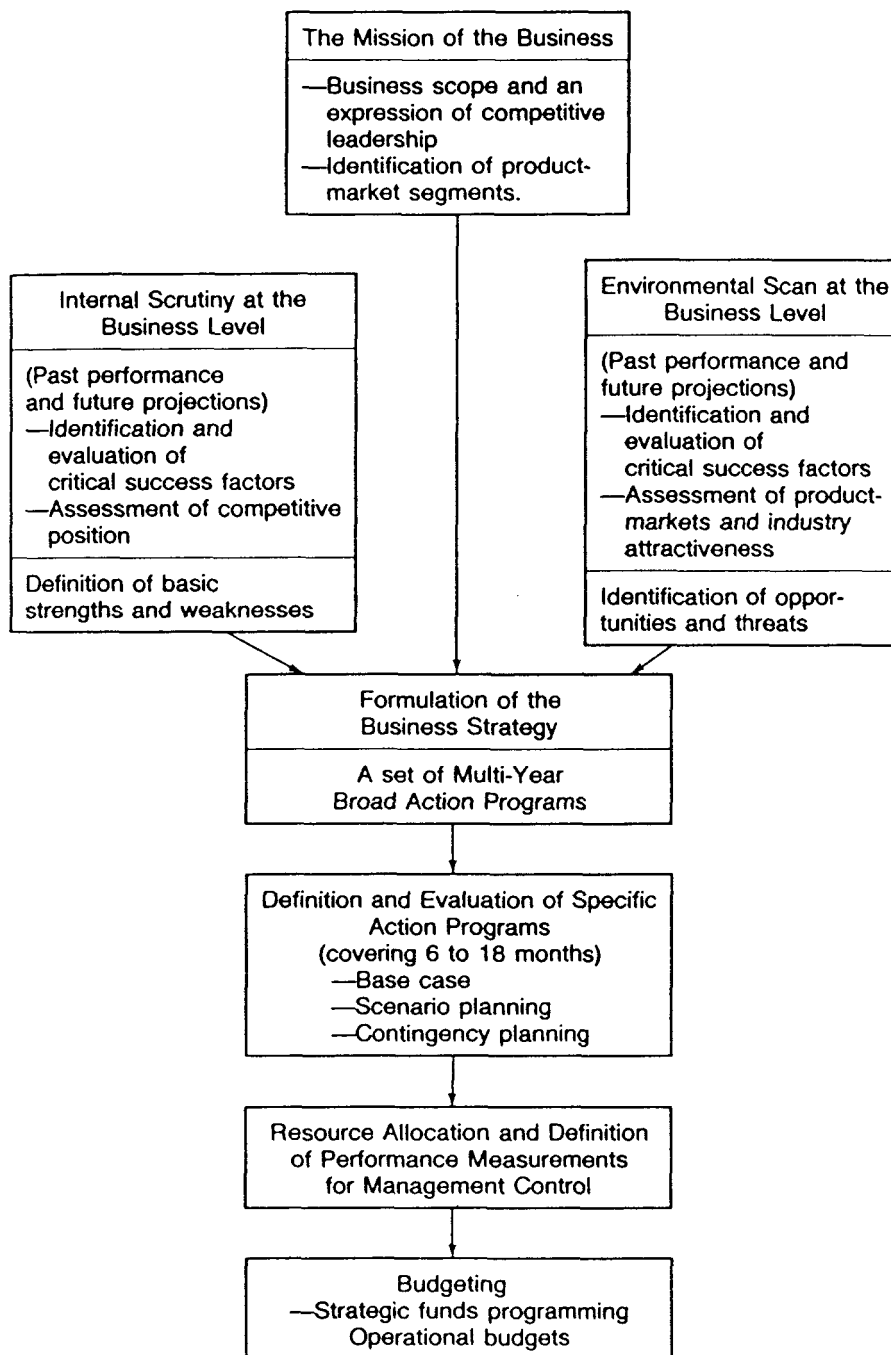 The Mission of the Business
—Business scope and an
expression of competitive
leadership
—Identification of product-
market segments.
Internal Scrutiny at the
Business Level
(Past performance
and future projections)
—Identification and
evaluation of
critical success factors
—Assessment of competitive
position
Definition of basic
strengths and weaknesses
Environmental Scan at the
Business Level
(Past performance and
future projections)
—Identification and
evaluation of
critical success factors
—Assessment of product-
markets and industry
attractiveness
Identification of oppor-
tunities and threats
Formulation of the
Business Strategy
A set of Multi-Year
Broad Action Programs
Definition and Evaluation of Specific
Action Programs
(covering 6 to 18 months)
—Base case
—Scenario planning
—Contingency planning
Resource Allocation and Definition
of Performance Measurements
for Management Control
Budgeting
—Strategic funds programming
Operational budgets